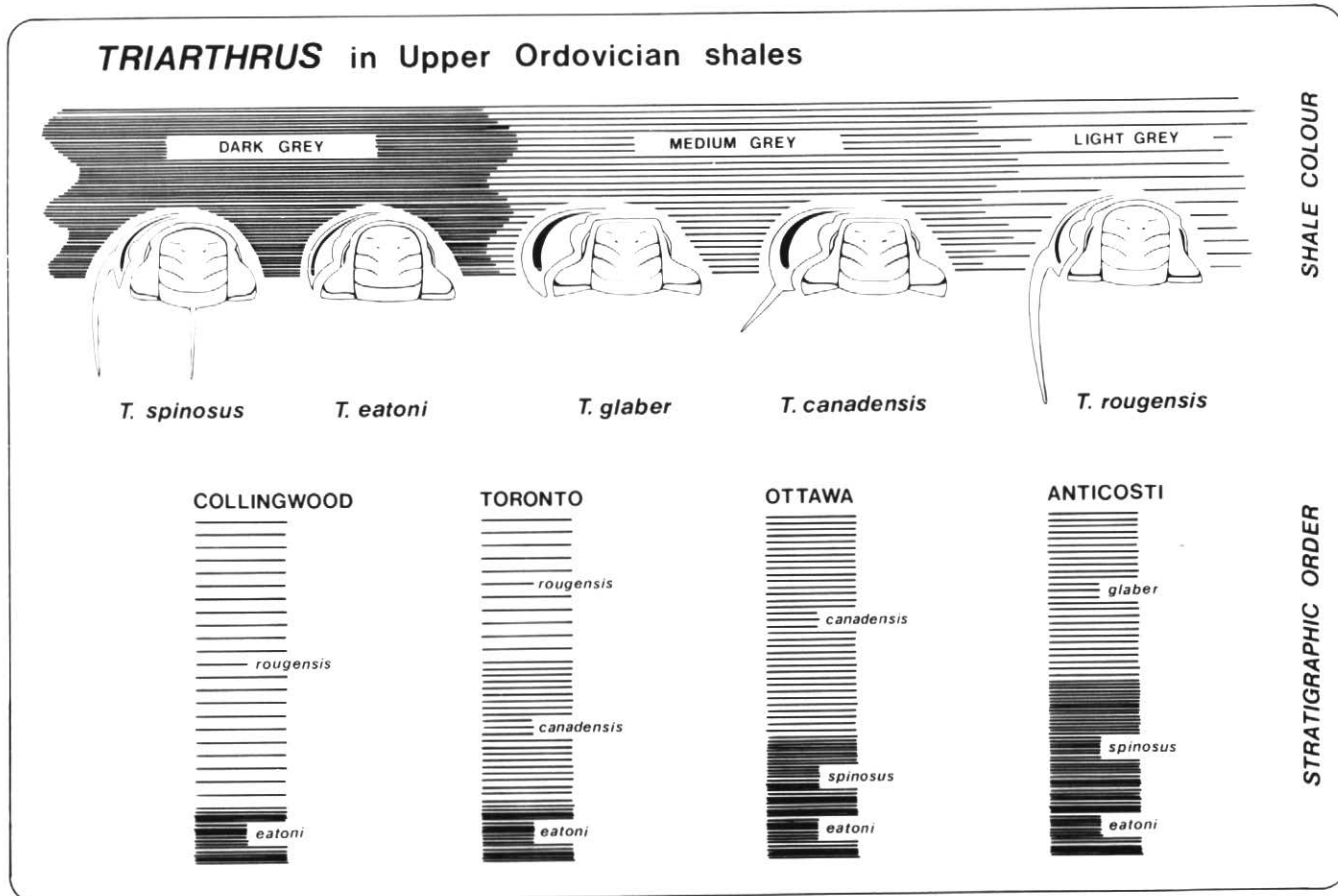 TRIARTHRUS in Upper Ordovician shales
DARK GREY
MEDIUM GREY
LIGHT GREY
SHALE COLOUR
T. spinosus
T. eatoni
T. glaber
T. canadensis
T. rougensis
COLLINGWOOD
rougensis
eatoni
TORONTO
rougensis
canadensis
eatoni
OTTAWA
canadensis
spinosus
eatoni
ANTICOSTI
glaber
spinosus
eatoni
STRATIGRAPHIC ORDER